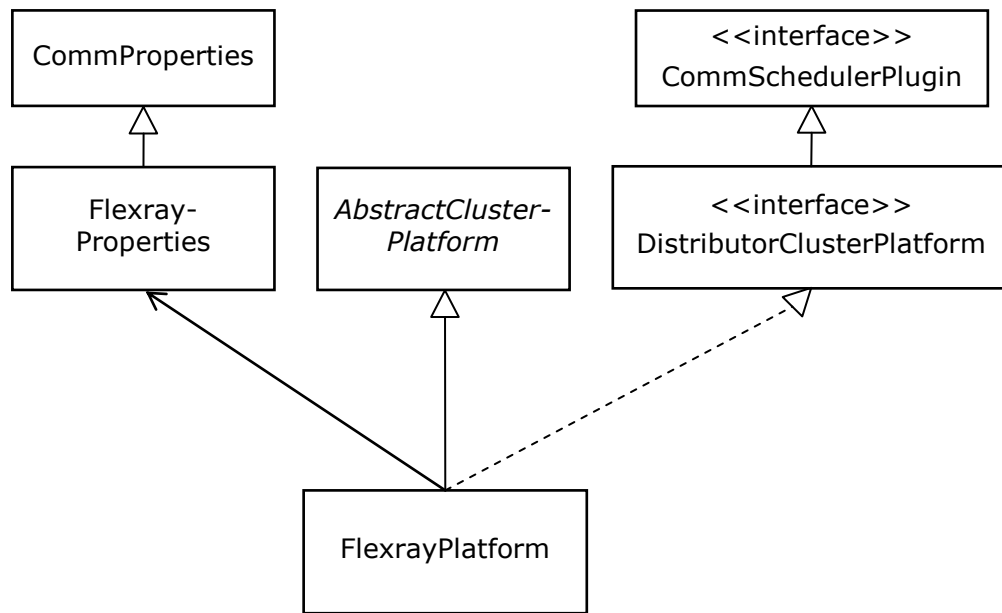 CommProperties
<<interface>>
CommSchedulerPlugin
Flexray-
Properties
AbstractCluster-
Platform
<<interface>>
DistributorClusterPlatform
FlexrayPlatform